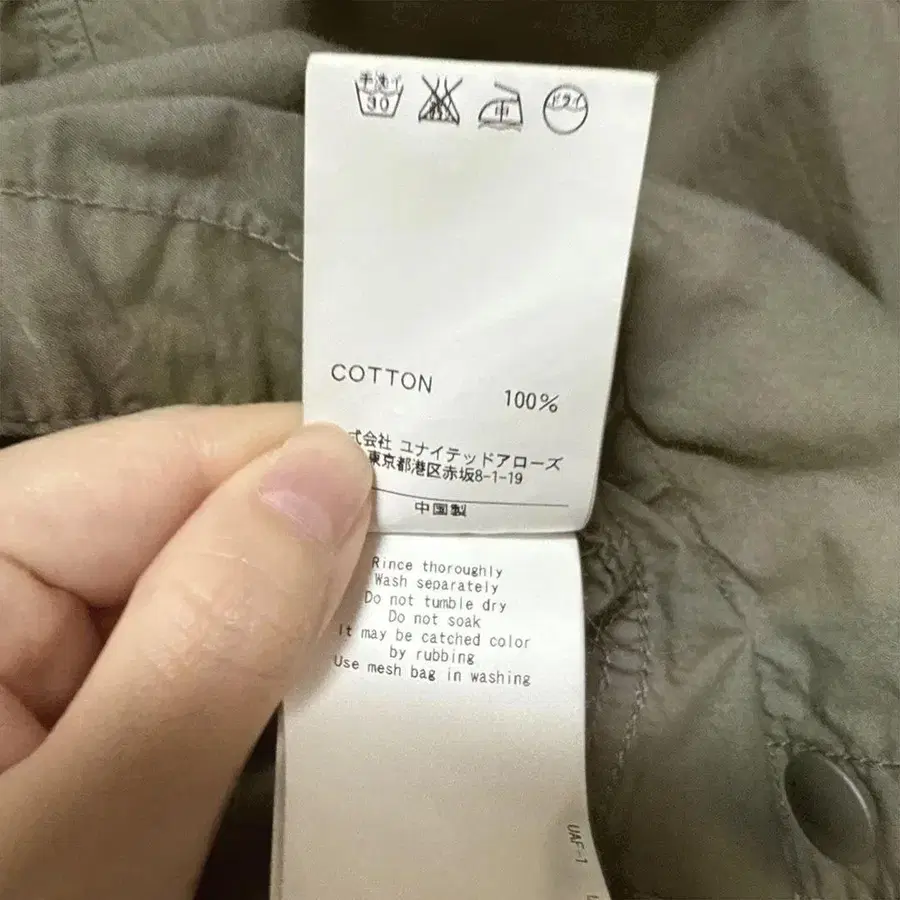 手洗イ
30
中
ドライ
COTTON 100%
式会社 ユナイテッドアローズ
東京都港区赤坂8-1-19
中国製
Rince thoroughly
Wash separately
Do not tumble dry
Do not soak
It may be catched color
by rubbing
Use mesh bag in washing
UAF-1